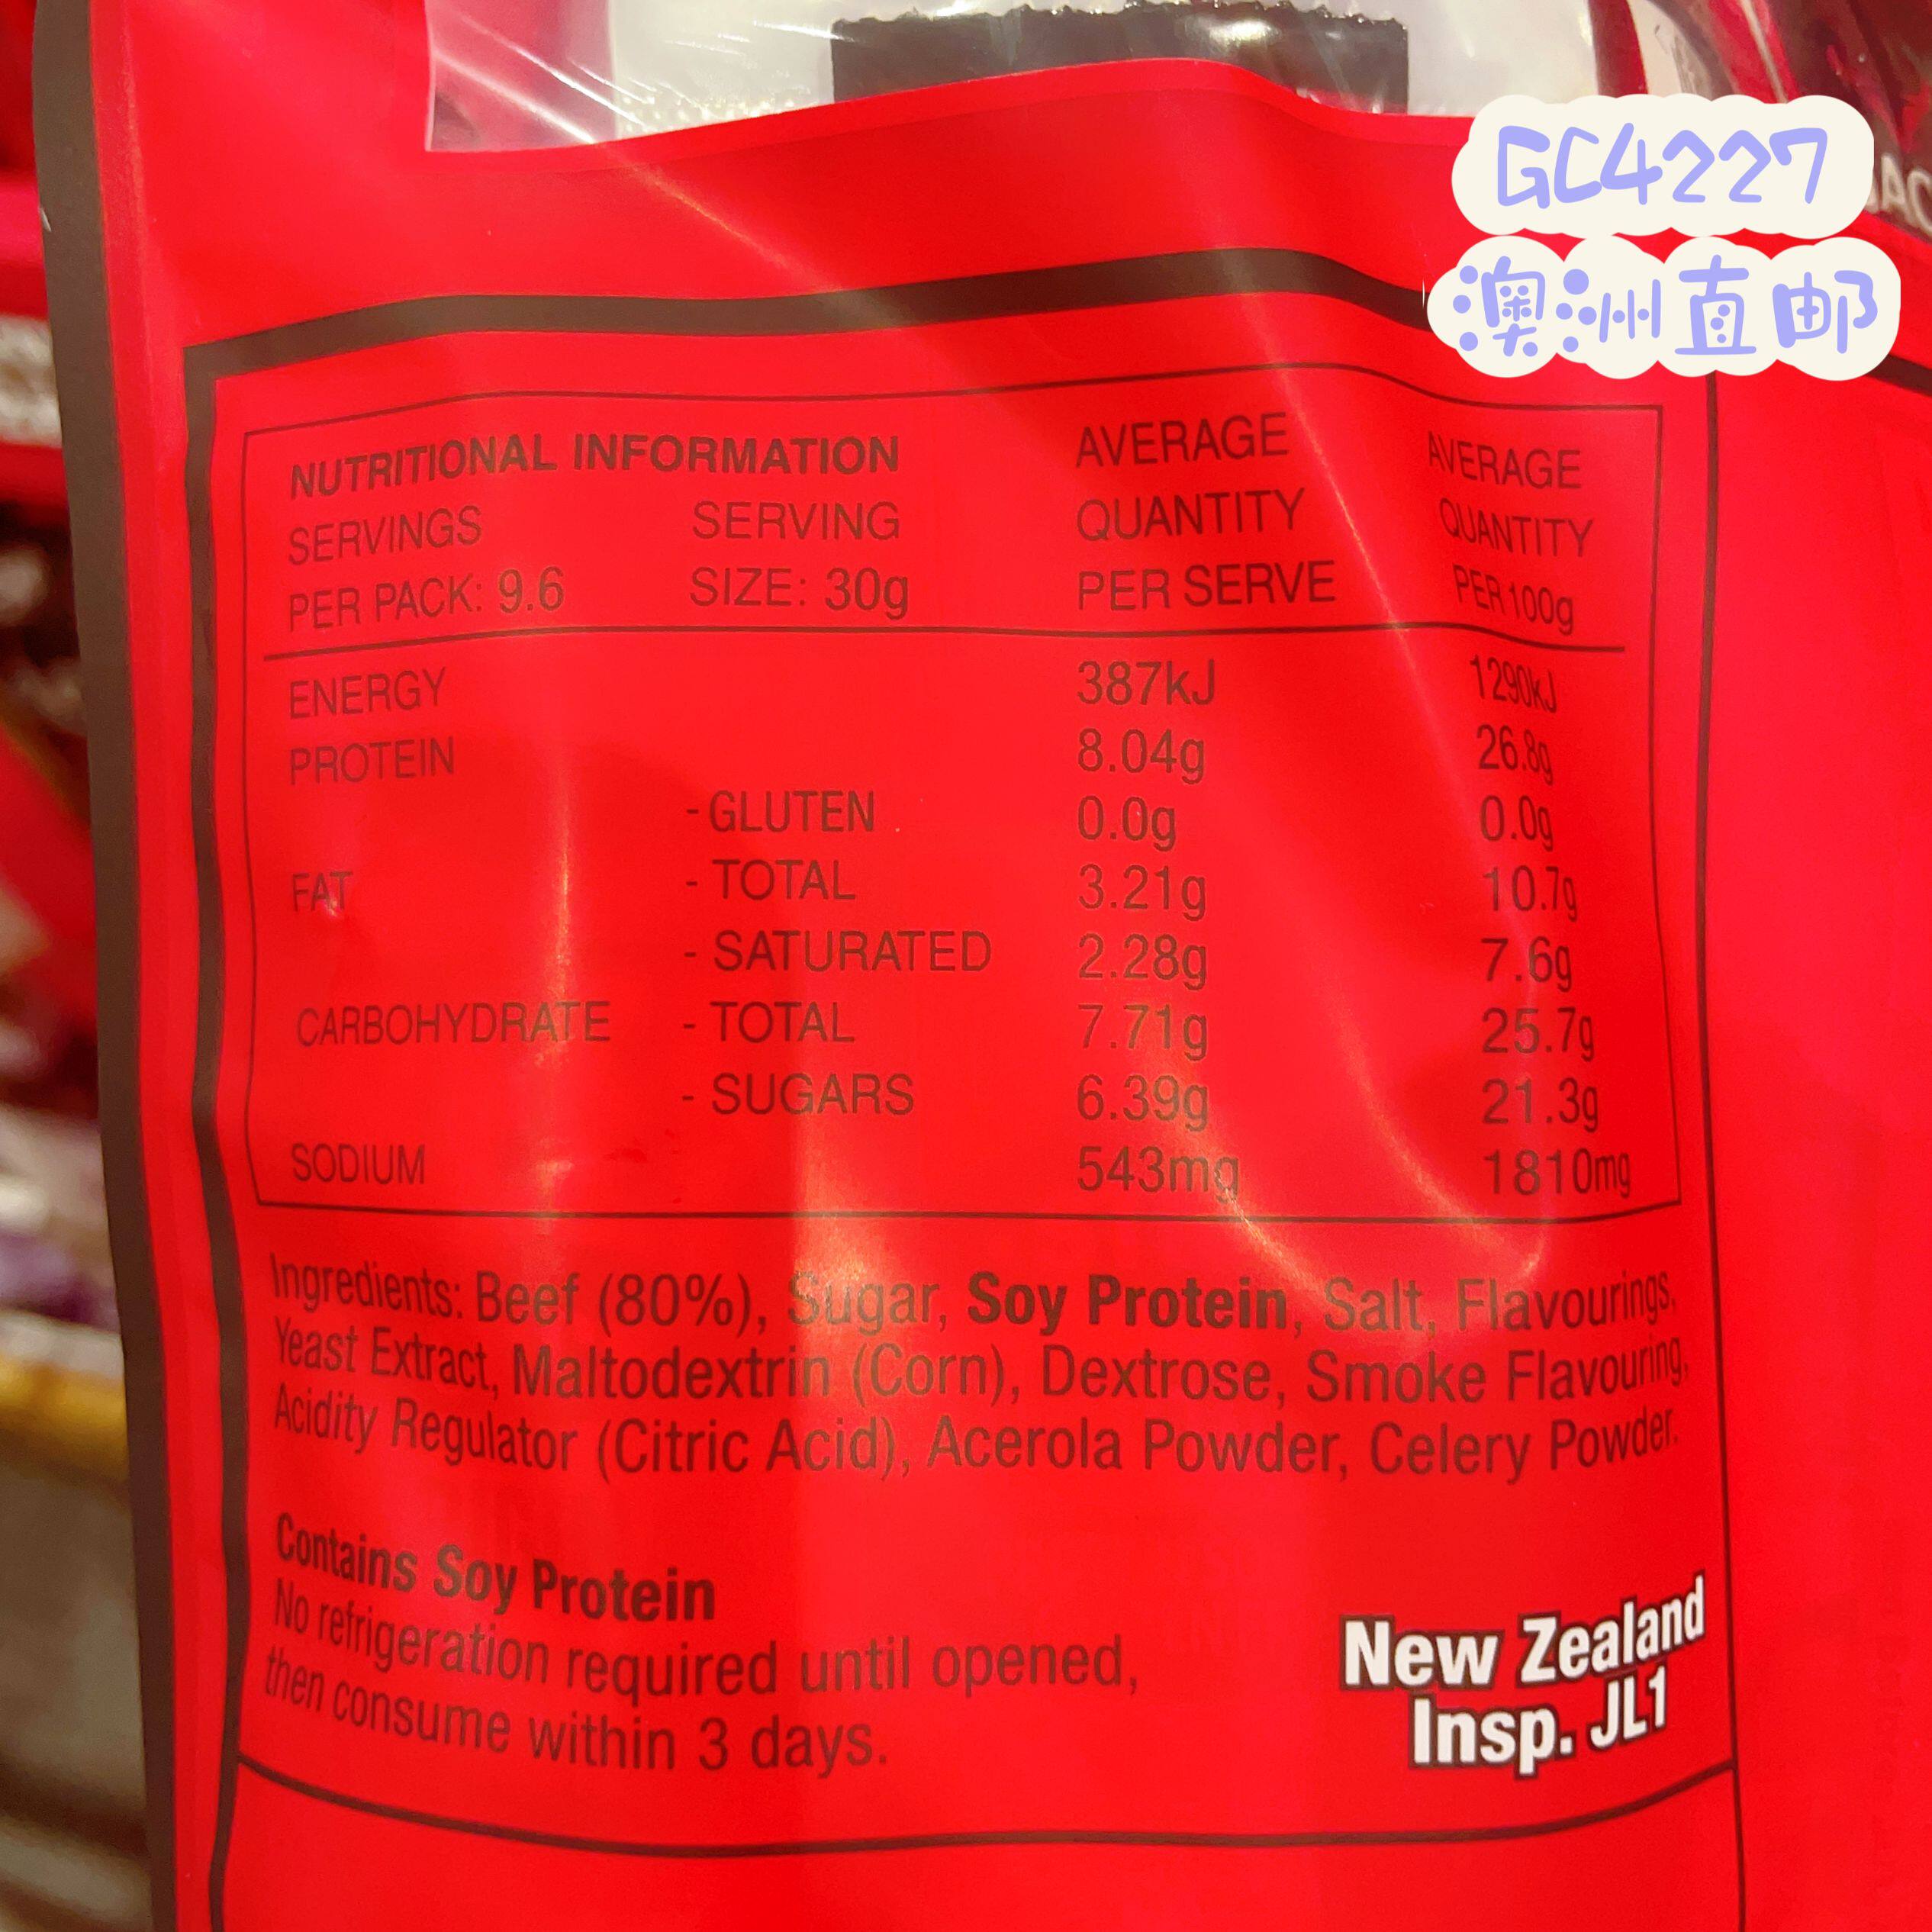 GC4227
澳洲直邮
NUTRITIONAL INFORMATION AVERAGE AVERAGE
SERVINGS SERVING QUANTITY QUANTITY
PER PACK: 9.6 SIZE: 30g PER SERVE PER 100g
ENERGY 387kJ 1290kJ
PROTEIN 8.04g 26.8g
- GLUTEN 0.0g 0.0g
FAT - TOTAL 3.21g 10.7g
- SATURATED 2.28g 7.6g
CARBOHYDRATE - TOTAL 7.71g 25.7g
- SUGARS 6.39g 21.3g
SODIUM 543mg 1810mg
Ingredients: Beef (80%), Sugar, Soy Protein, Salt, Flavourings,
Yeast Extract, Maltodextrin (Corn), Dextrose, Smoke Flavouring,
Acidity Regulator (Citric Acid), Acerola Powder, Celery Powder.
Contains Soy Protein
No refrigeration required until opened,
then consume within 3 days.
New Zealand
Insp. JL1